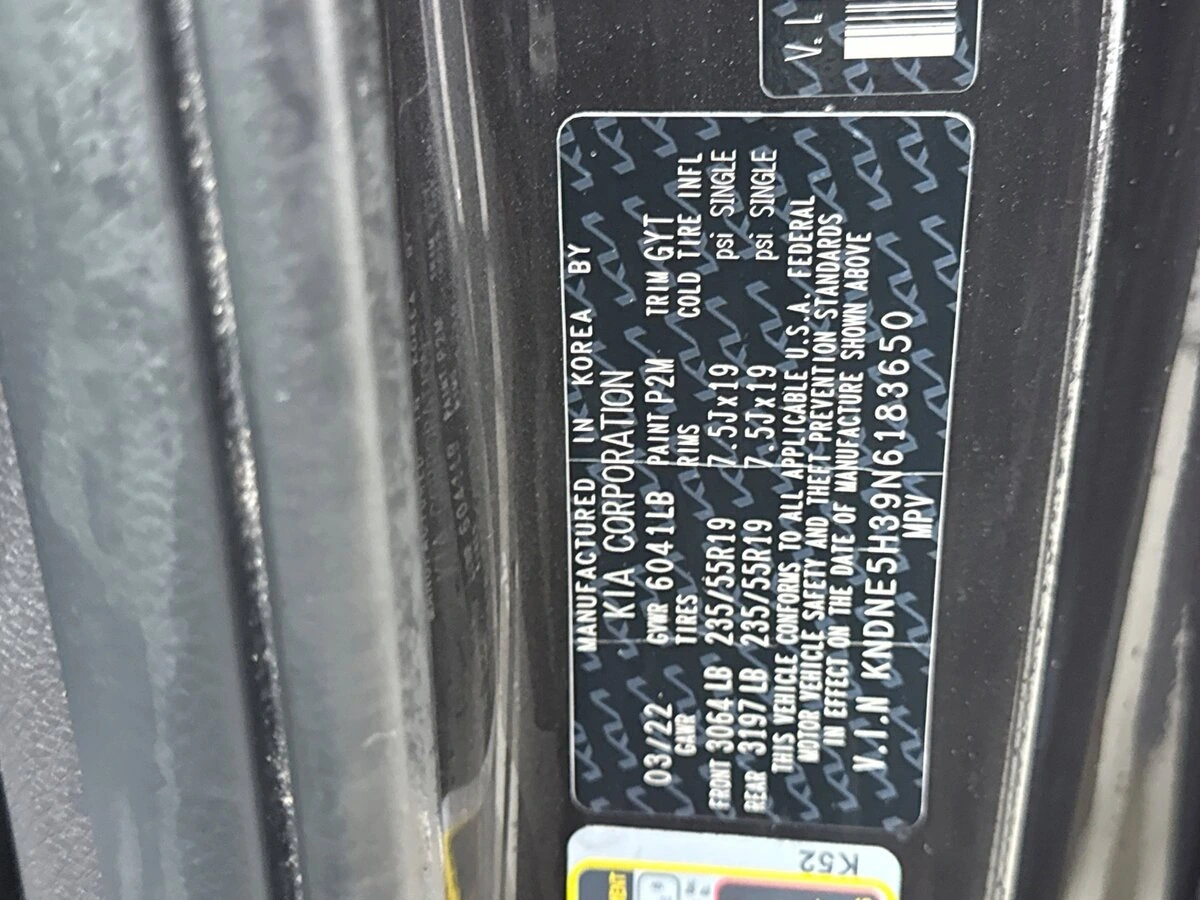 V.I.
MANUFACTURED IN KOREA BY
KIA CORPORATION
03/22 GVWR 6041LB PAINT P2M TRIM GYT
GAWR TIRES RIMS COLD TIRE INFL
FRONT 3064LB 235/55R19 7.5Jx19 psi SINGLE
REAR 3197LB 235/55R19 7.5Jx19 psi SINGLE
THIS VEHICLE CONFORMS TO ALL APPLICABLE U.S.A. FEDERAL
MOTOR VEHICLE SAFETY AND THEFT PREVENTION STANDARDS
IN EFFECT ON THE DATE OF MANUFACTURE SHOWN ABOVE
V.I.N KNDNE5H39N6183650
MPV
K52